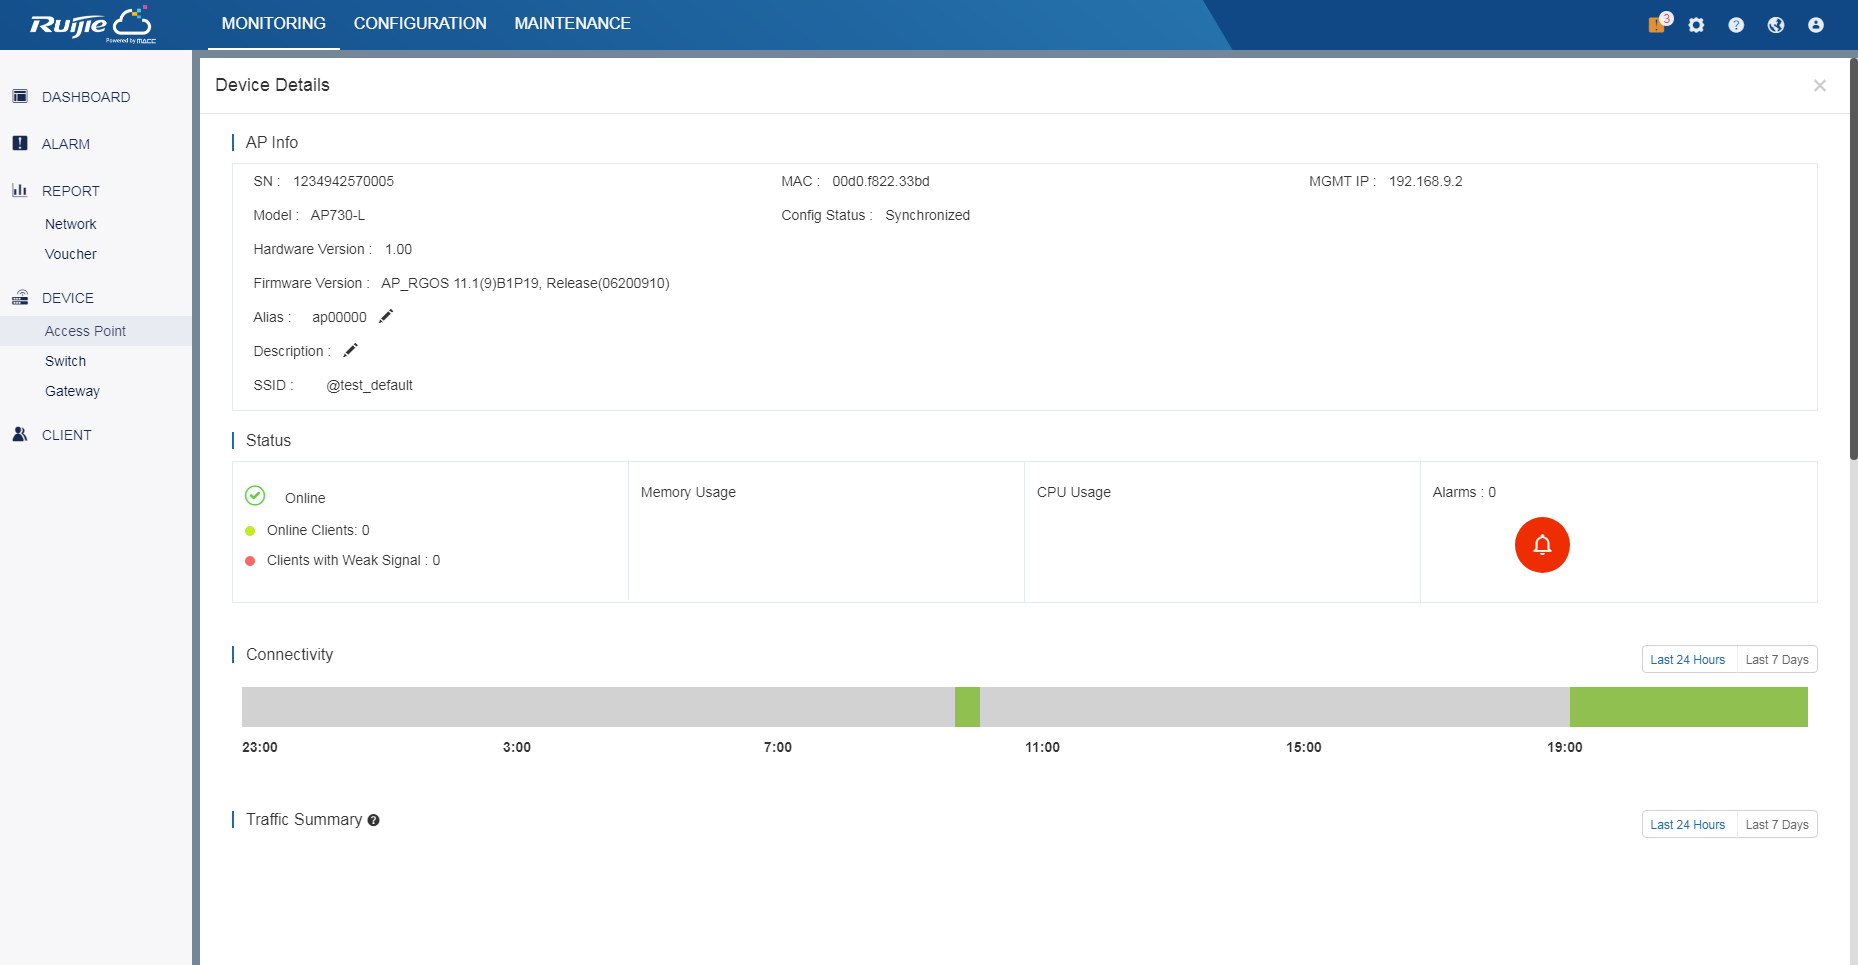 Ruijie
Powered by MACC
MONITORING CONFIGURATION MAINTENANCE
3
DASHBOARD
ALARM
REPORT
Network
Voucher
DEVICE
Access Point
Switch
Gateway
CLIENT
Device Details
AP Info
SN : 1234942570005 MAC : 00d0.f822.33bd MGMT IP : 192.168.9.2
Model : AP730-L Config Status : Synchronized
Hardware Version : 1.00
Firmware Version : AP_RGOS 11.1(9)B1P19, Release(06200910)
Alias : ap00000
Description :
SSID : @test_default
Status
Online
Online Clients: 0
Clients with Weak Signal : 0
Memory Usage
CPU Usage
Alarms : 0
Connectivity
Last 24 Hours Last 7 Days
23:00 3:00 7:00 11:00 15:00 19:00
Traffic Summary
Last 24 Hours Last 7 Days